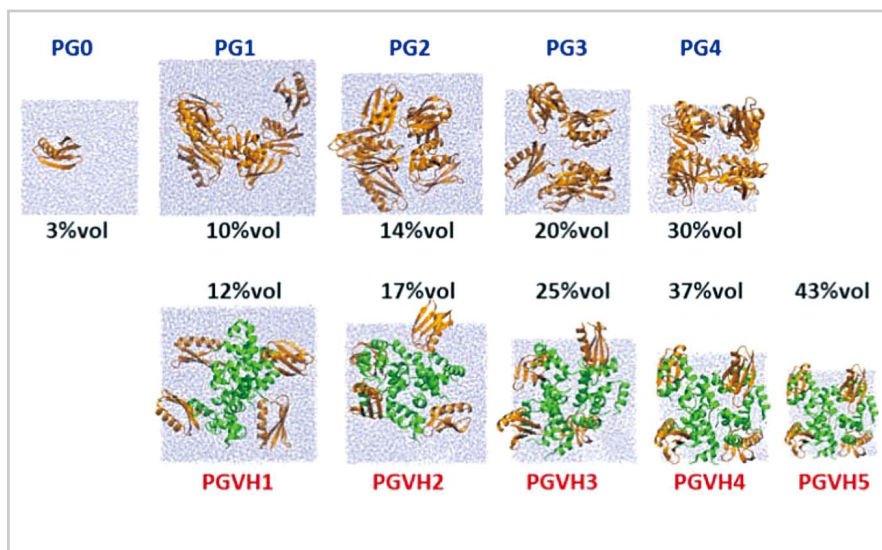 PG0 PG1 PG2 PG3 PG4
3%vol 10%vol 14%vol 20%vol 30%vol
12%vol 17%vol 25%vol 37%vol 43%vol
PGVH1 PGVH2 PGVH3 PGVH4 PGVH5